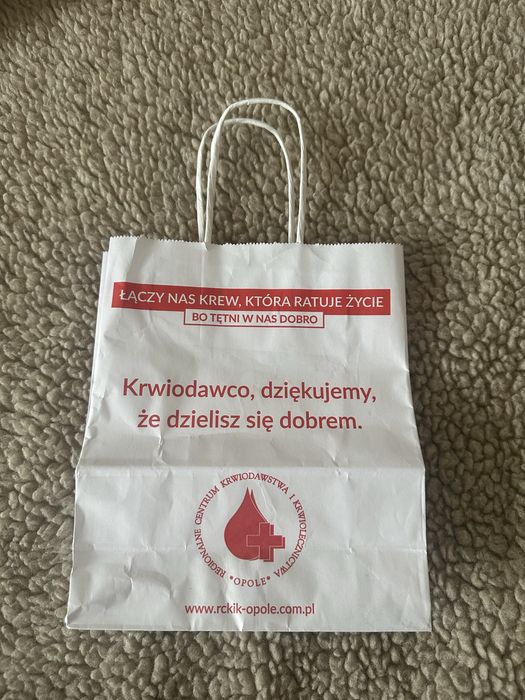 ŁĄCZY NAS KREW, KTÓRA RATUJE ŻYCIE
BO TĘTNI W NAS DOBRO
Krwiodawco, dziękujemy,
że dzielisz się dobrem.
REGIONALNE CENTRUM KRWIODAWSTWA I KRWIOLECZNICTWA
• OPOLE •
www.rckik-opole.com.pl